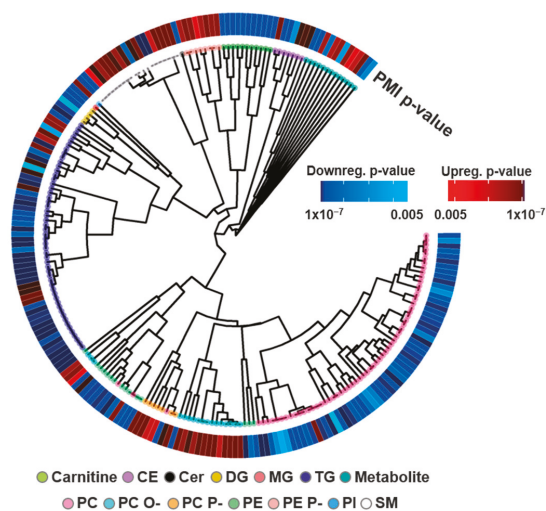 PMI p-value
Downreg. p-value Upreg. p-value
1x10⁻⁷ 0.005 0.005 1x10⁻⁷
Carnitine CE Cer DG MG TG Metabolite
PC PC O- PC P- PE PE P- PI SM